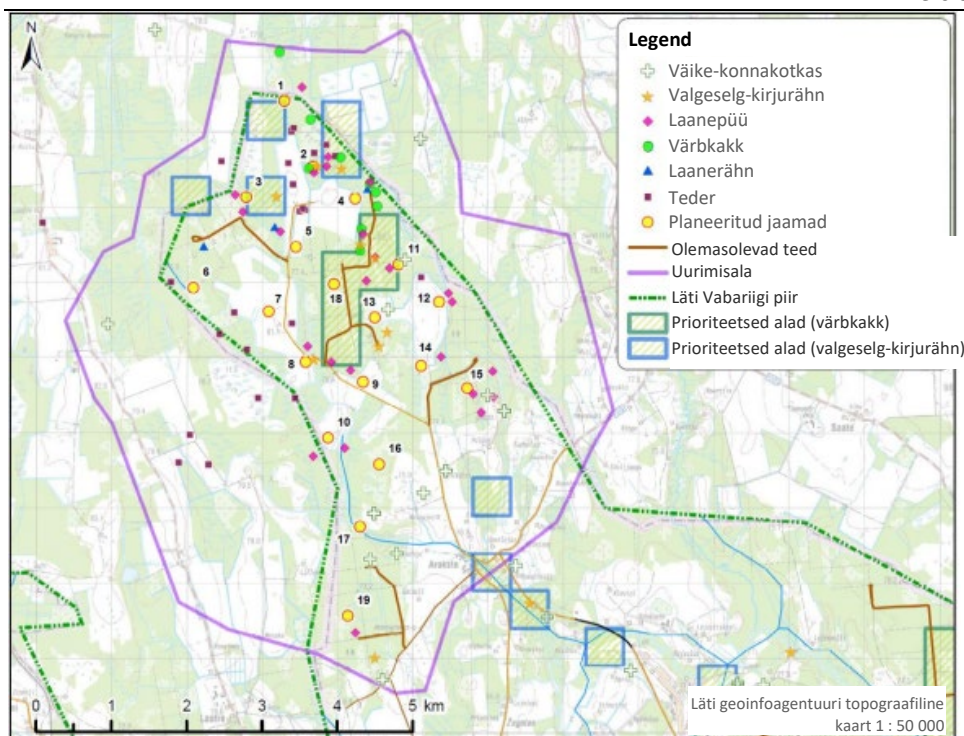 N
Legend
Väike-konnakotkas
Valgeselg-kirjurähn
Laanepüü
Värbkakk
Laanerähn
Teder
Planeeritud jaamad
Olemasolevad teed
Uurimisala
Läti Vabariigi piir
Prioriteetsed alad (värbkakk)
Prioriteetsed alad (valgeselg-kirjurähn)
1
2
3
4
5
11
6
18
13
12
7
14
8
9
15
10
16
17
19
0 1 2 3 4 5 km
Läti geoinfoagentuuri topograafiline
kaart 1 : 50 000